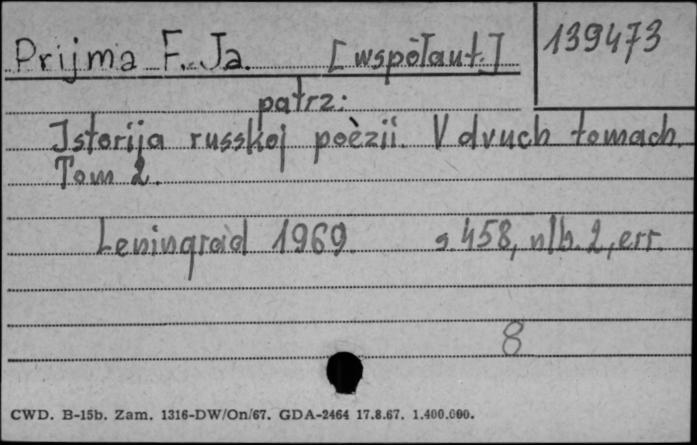 139473
Prijma F. Ja. [współaut.]
patrz:
Istorija russkoj poèzii. V dvuch tomach.
Tom 2.
Leningrad 1969. s. 458, nlb. 2, err.
8
CWD. B-15b. Zam. 1316-DW/On/67. GDA-2464 17.8.67. 1.400.000.